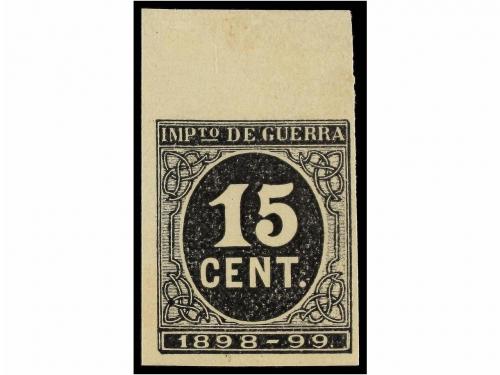 IMPTO DE GUERRA
15
CENT.
1898-99.